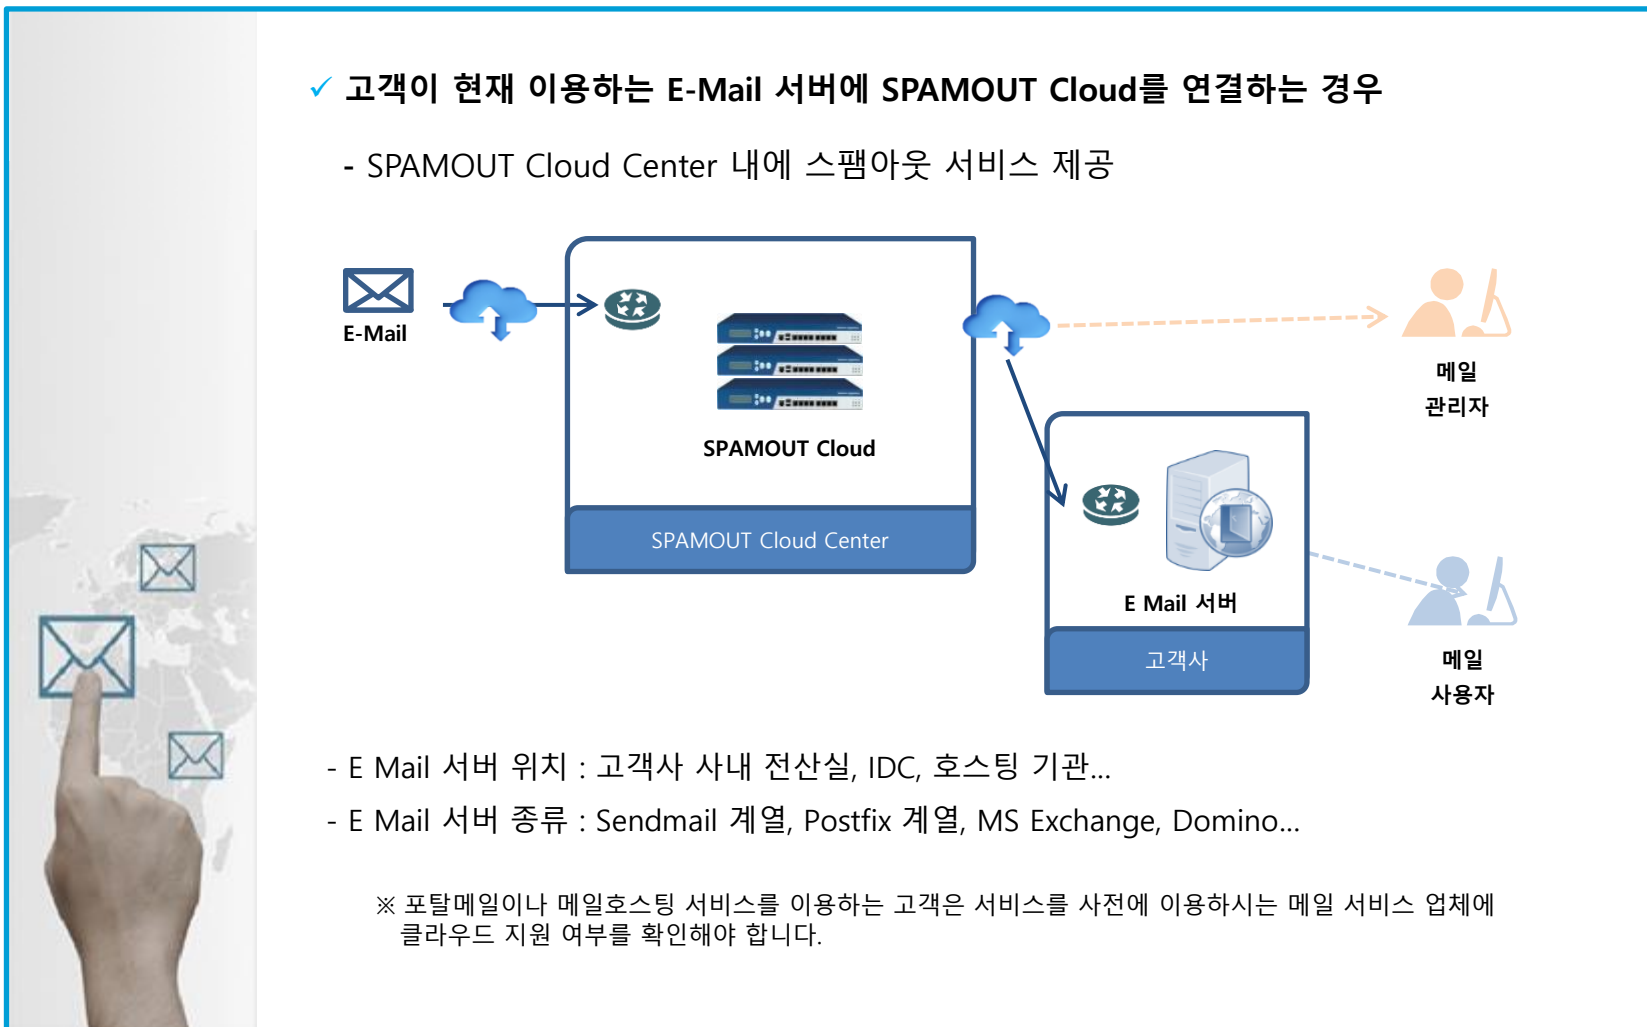 ✓ 고객이 현재 이용하는 E-Mail 서버에 SPAMOUT Cloud를 연결하는 경우
- SPAMOUT Cloud Center 내에 스팸아웃 서비스 제공
E-Mail
SPAMOUT Cloud
SPAMOUT Cloud Center
메일
관리자
E Mail 서버
고객사
메일
사용자
- E Mail 서버 위치 : 고객사 사내 전산실, IDC, 호스팅 기관...
- E Mail 서버 종류 : Sendmail 계열, Postfix 계열, MS Exchange, Domino...
※ 포탈메일이나 메일호스팅 서비스를 이용하는 고객은 서비스를 사전에 이용하시는 메일 서비스 업체에
클라우드 지원 여부를 확인해야 합니다.